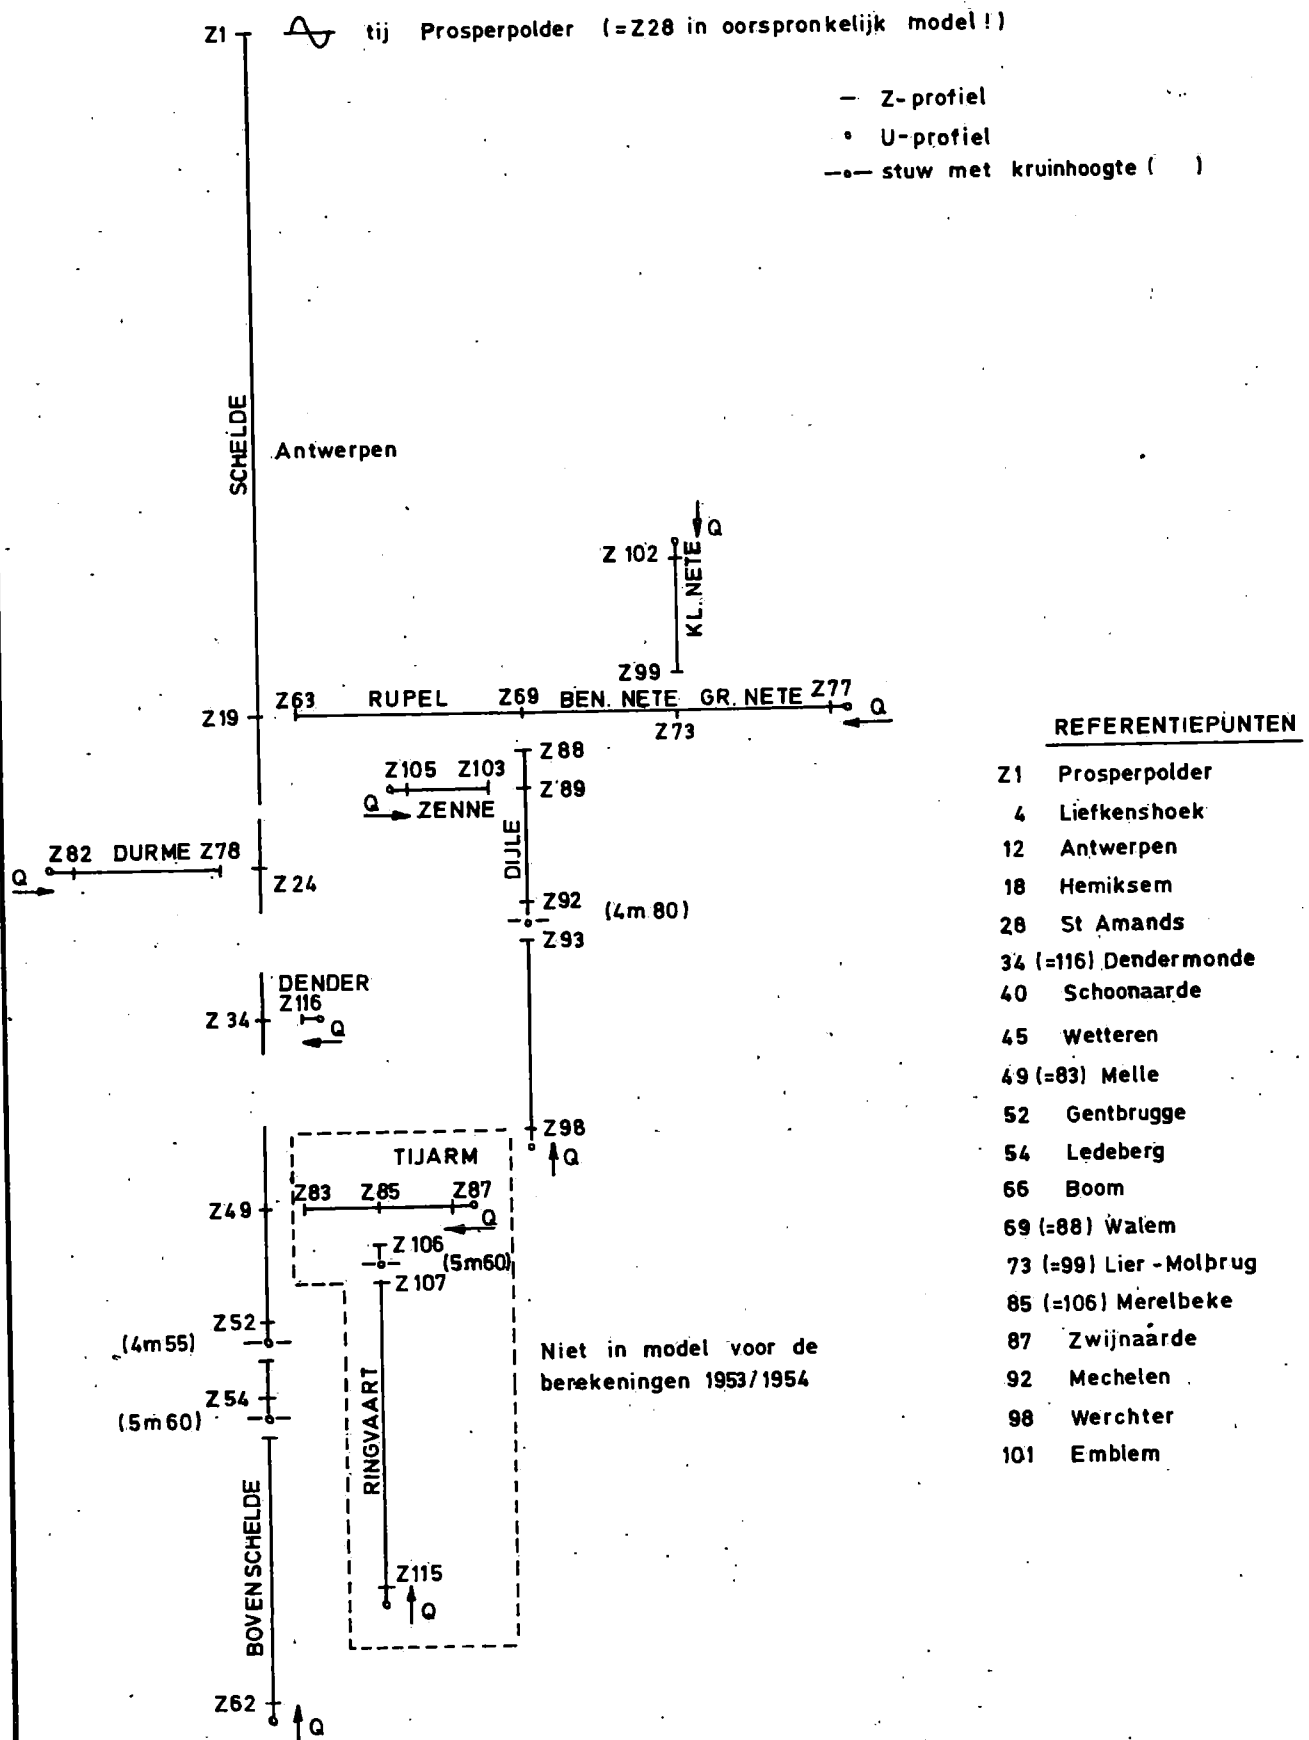 Z1 tij Prosperpolder (=Z28 in oorspronkelijk model!)
— Z-profiel
° U-profiel
—°— stuw met kruinhoogte ( )
SCHELDE
Antwerpen
Q
Z 102
KL. NETE
Z99
Z63 RUPEL Z69 BEN. NETE GR. NETE Z77
Q
Z19
Z73
Z88
Z105 Z103
Z89
Q ZENNE
DIJLE
Z82 DURME Z78
Q
Z24
Z92 (4m80)
Z93
DENDER
Z116
Z34
Q
Z98
Q
TIJARM
Z83 Z85 Z87
Z49
Q
Z106
(5m60)
Z107
Z52
(4m55)
Z54
(5m60)
Niet in model voor de
berekeningen 1953/1954
RINGVAART
BOVENSCHELDE
Z115
Q
Z62
Q
REFERENTIEPUNTEN
Z1 Prosperpolder
4 Liefkenshoek
12 Antwerpen
18 Hemiksem
28 St Amands
34 (=116) Dendermonde
40 Schoonaarde
45 Wetteren
49 (=83) Melle
52 Gentbrugge
54 Ledeberg
66 Boom
69 (=88) Walem
73 (=99) Lier-Molbrug
85 (=106) Merelbeke
87 Zwijnaarde
92 Mechelen
98 Werchter
101 Emblem